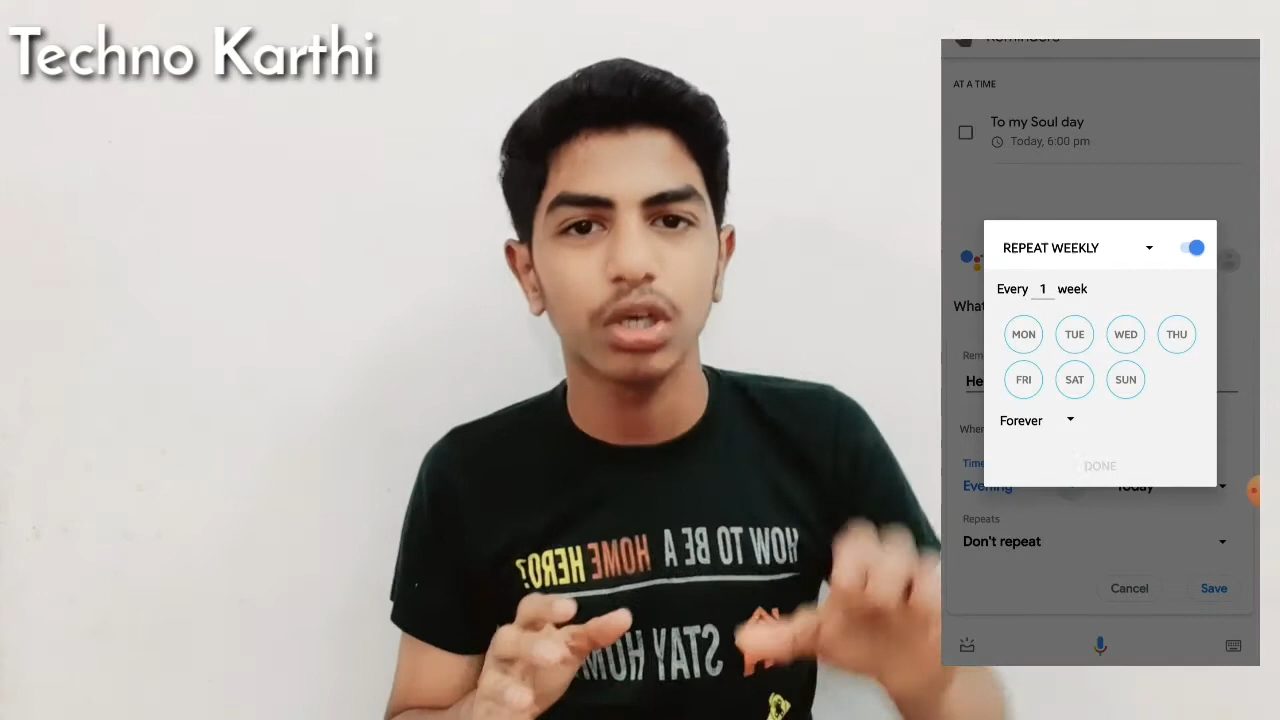 Techno Karthi
Reminders
AT A TIME
To my Soul day
Today, 6:00 pm
REPEAT WEEKLY
Every 1 week
MON TUE WED THU
FRI SAT SUN
Forever
DONE
Evening Today
Repeats
Don't repeat
Cancel Save
HOW TO BE A HOME HERO?
STAY HOME